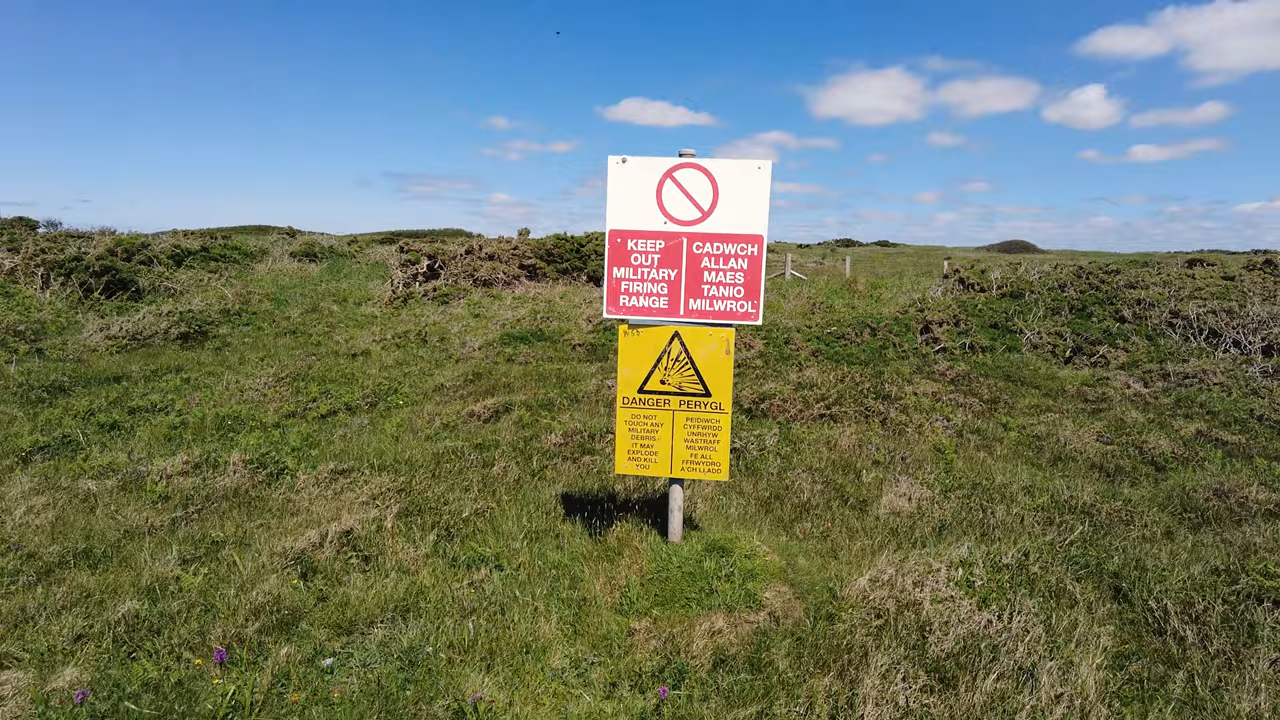 KEEP
OUT
MILITARY
FIRING
RANGE
CADWCH
ALLAN
MAES
TANIO
MILWROL
DANGER PERYGL
DO NOT
TOUCH ANY
MILITARY
DEBRIS
IT MAY
EXPLODE
AND KILL
YOU
PEIDIWCH
CYFFWRDD
UNRHYW
WASTRAFF
MILWROL
FE ALL
FFRWYDRO
A'CH LLADD